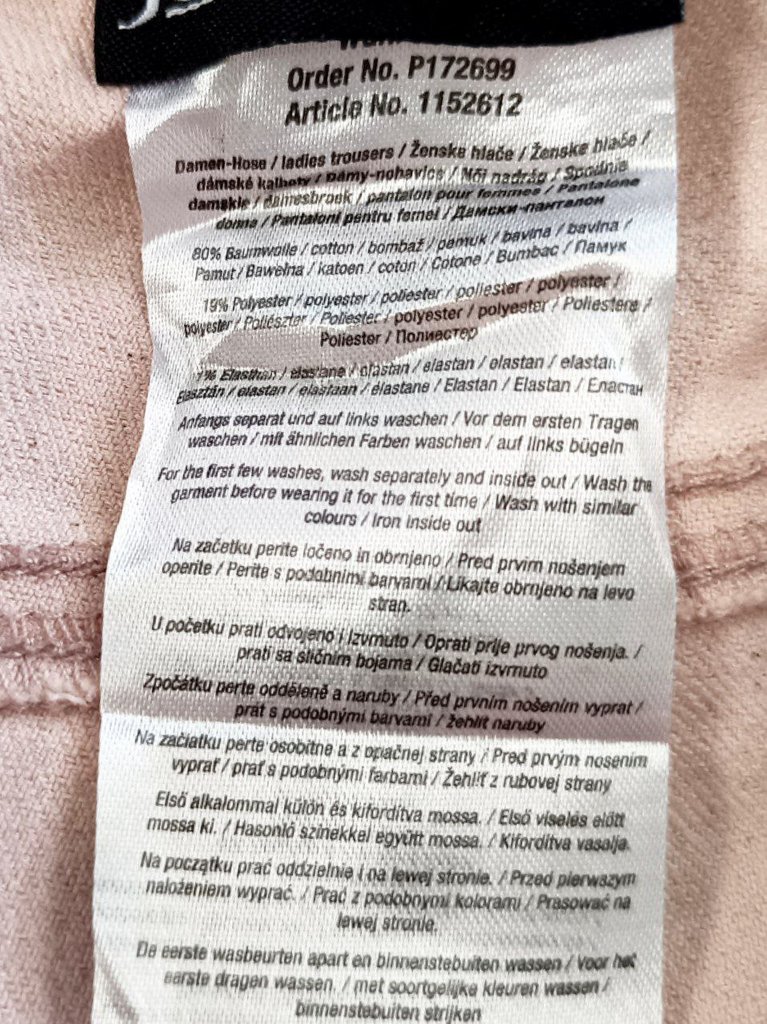 Order No. P172699
Article No. 1152612
Damen-Hose / ladies trousers / Ženske hlače / Ženske hlače /
dámské kalhoty / Dámy-nohavice / Női nadrág / Spodnie
damskie / damesbroek / pantalon pour femmes / Pantalone
donna / Pantaloni pentru femei / Дамски панталон
80% Baumwolle / cotton / bombaž / pamuk / bavlna / bavlna /
Pamut / Bawełna / katoen / coton / Cotone / Bumbac / Памук
19% Polyester / polyester / poliester / poliester / polyester /
polyester / Poliészter / Poliester / polyester / polyester / Poliestere /
Poliester / Полиестер
1% Elasthan / elastane / elastan / elastan / elastan / elastan /
Elasztán / elastan / elastaan / élastane / Elastan / Elastan / Еластан
Anfangs separat und auf links waschen / Vor dem ersten Tragen
waschen / mit ähnlichen Farben waschen / auf links bügeln
For the first few washes, wash separately and inside out / Wash the
garment before wearing it for the first time / Wash with similar
colours / Iron inside out
Na začetku perite ločeno in obrnjeno / Pred prvim nošenjem
operite / Perite s podobnimi barvami / Likajte obrnjeno na levo
stran.
U početku prati odvojeno i izvrnuto / Oprati prije prvog nošenja. /
prati sa sličnim bojama / Glačati izvrnuto
Zpočátku perte odděleně a naruby / Před prvním nošením vyprat /
prát s podobnými barvami / žehlit naruby
Na začiatku perte osobitne a z opačnej strany / Pred prvým nosením
vyprať / prať s podobnými farbami / Žehliť z rubovej strany
Első alkalommal külön és kifordítva mossa. / Első viselés előtt
mossa ki. / Hasonló színekkel együtt mossa. / Kifordítva vasalja.
Na początku prać oddzielnie i na lewej stronie. / Przed pierwszym
nałożeniem wyprać. / Prać z podobnymi kolorami / Prasować na
lewej stronie.
De eerste wasbeurten apart en binnenstebuiten wassen / Voor het
eerste dragen wassen. / met soortgelijke kleuren wassen /
binnenstebuiten strijken